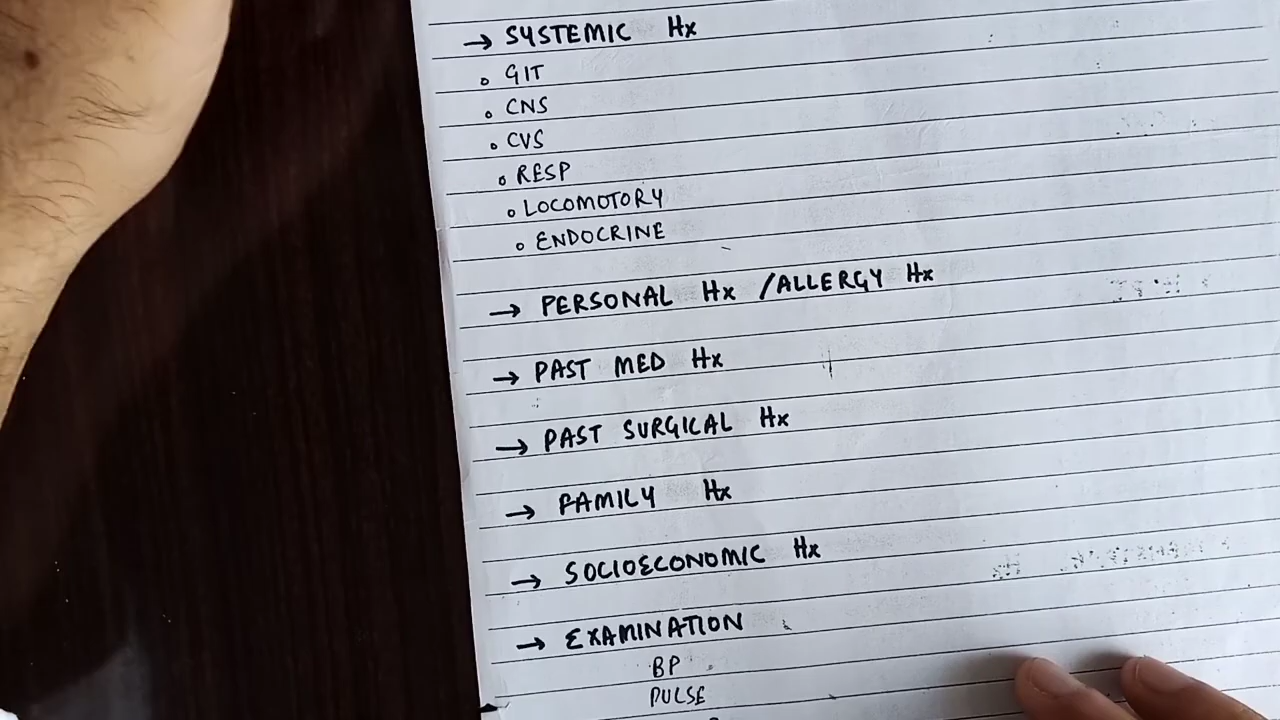 → SYSTEMIC Hx
• GIT
• CNS
• CVS
• RESP
• LOCOMOTORY
• ENDOCRINE
→ PERSONAL Hx /ALLERGY Hx
→ PAST MED Hx
→ PAST SURGICAL Hx
→ FAMILY Hx
→ SOCIOECONOMIC Hx
→ EXAMINATION
BP
PULSE